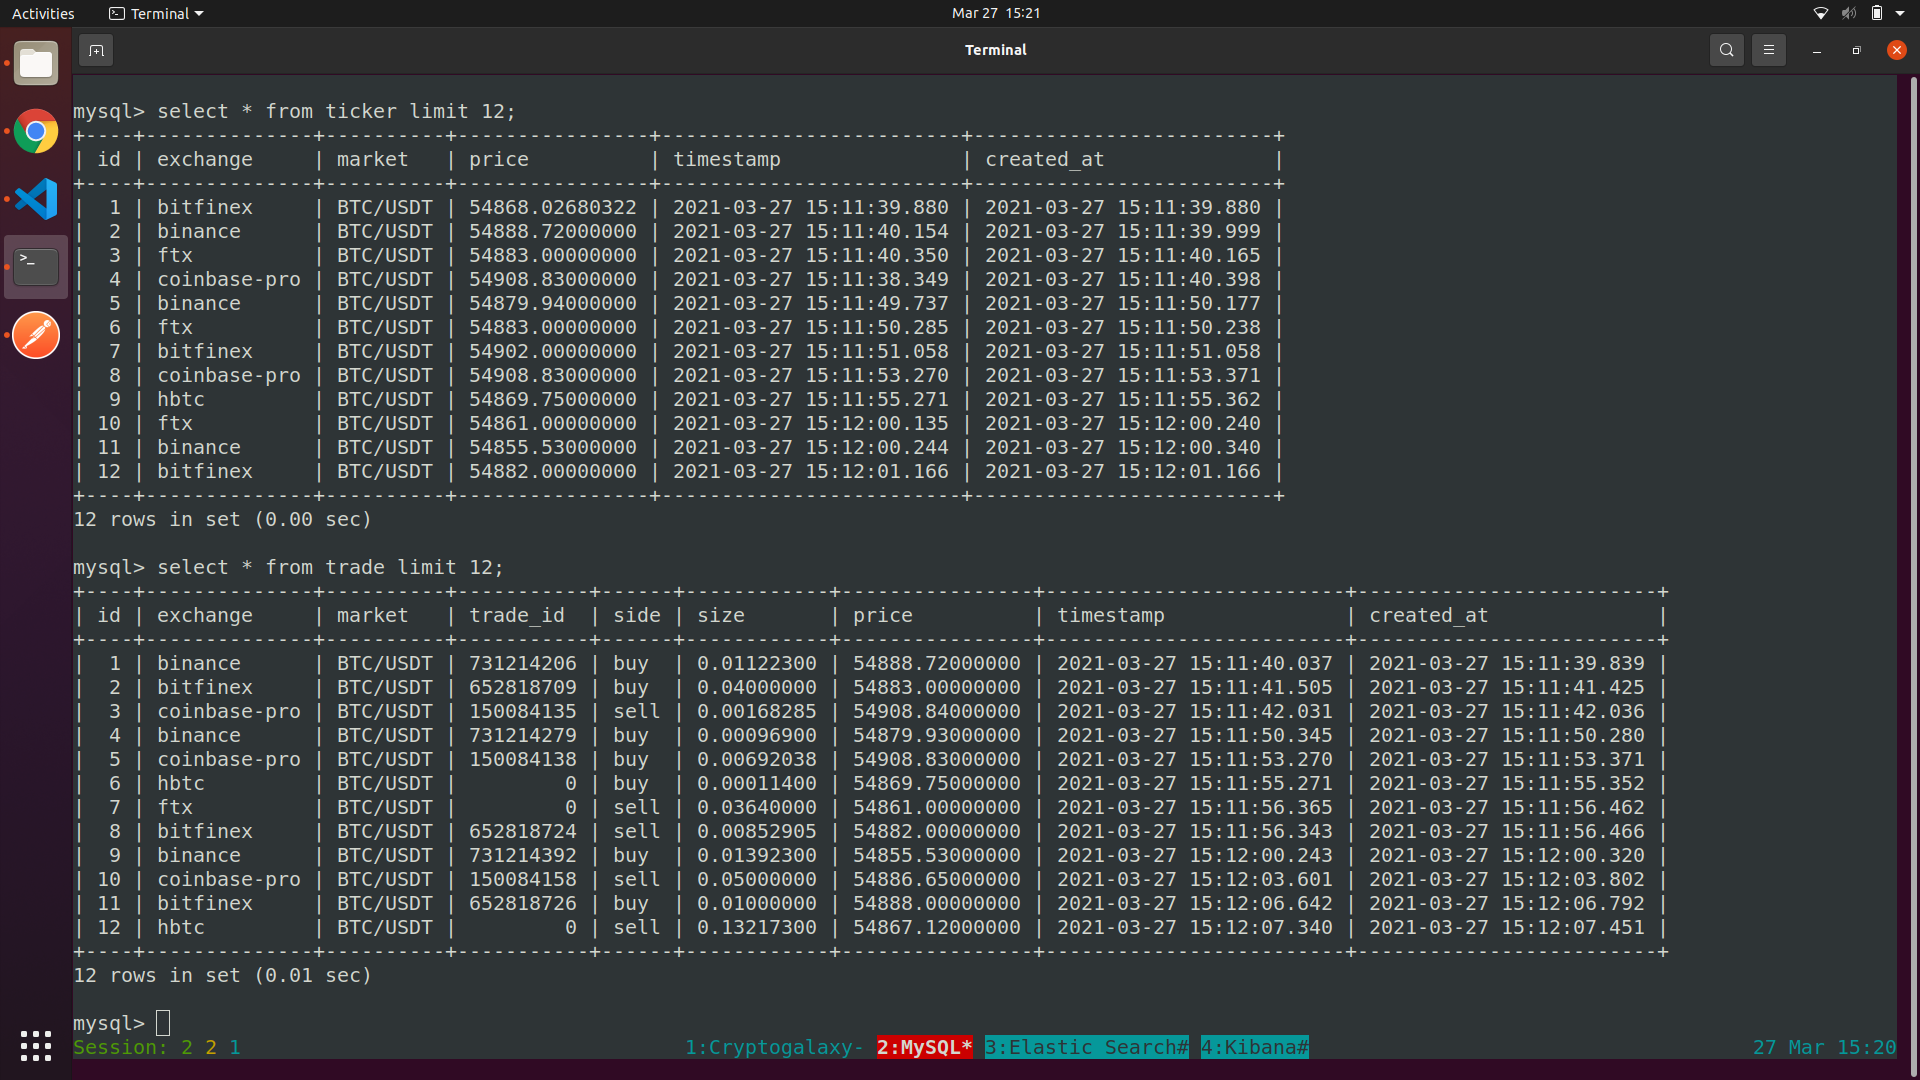 Activities Terminal Mar 27 15:21
Terminal
mysql> select * from ticker limit 12;
+----+--------------+----------+----------------+-------------------------+-------------------------+
| id | exchange     | market   | price          | timestamp               | created_at              |
+----+--------------+----------+----------------+-------------------------+-------------------------+
|  1 | bitfinex     | BTC/USDT | 54868.02680322 | 2021-03-27 15:11:39.880 | 2021-03-27 15:11:39.880 |
|  2 | binance      | BTC/USDT | 54888.72000000 | 2021-03-27 15:11:40.154 | 2021-03-27 15:11:39.999 |
|  3 | ftx          | BTC/USDT | 54883.00000000 | 2021-03-27 15:11:40.350 | 2021-03-27 15:11:40.165 |
|  4 | coinbase-pro | BTC/USDT | 54908.83000000 | 2021-03-27 15:11:38.349 | 2021-03-27 15:11:40.398 |
|  5 | binance      | BTC/USDT | 54879.94000000 | 2021-03-27 15:11:49.737 | 2021-03-27 15:11:50.177 |
|  6 | ftx          | BTC/USDT | 54883.00000000 | 2021-03-27 15:11:50.285 | 2021-03-27 15:11:50.238 |
|  7 | bitfinex     | BTC/USDT | 54902.00000000 | 2021-03-27 15:11:51.058 | 2021-03-27 15:11:51.058 |
|  8 | coinbase-pro | BTC/USDT | 54908.83000000 | 2021-03-27 15:11:53.270 | 2021-03-27 15:11:53.371 |
|  9 | hbtc         | BTC/USDT | 54869.75000000 | 2021-03-27 15:11:55.271 | 2021-03-27 15:11:55.362 |
| 10 | ftx          | BTC/USDT | 54861.00000000 | 2021-03-27 15:12:00.135 | 2021-03-27 15:12:00.240 |
| 11 | binance      | BTC/USDT | 54855.53000000 | 2021-03-27 15:12:00.244 | 2021-03-27 15:12:00.340 |
| 12 | bitfinex     | BTC/USDT | 54882.00000000 | 2021-03-27 15:12:01.166 | 2021-03-27 15:12:01.166 |
+----+--------------+----------+----------------+-------------------------+-------------------------+
12 rows in set (0.00 sec)
mysql> select * from trade limit 12;
+----+--------------+----------+-----------+------+------------+----------------+-------------------------+-------------------------+
| id | exchange     | market   | trade_id  | side | size       | price          | timestamp               | created_at              |
+----+--------------+----------+-----------+------+------------+----------------+-------------------------+-------------------------+
|  1 | binance      | BTC/USDT | 731214206 | buy  | 0.01122300 | 54888.72000000 | 2021-03-27 15:11:40.037 | 2021-03-27 15:11:39.839 |
|  2 | bitfinex     | BTC/USDT | 652818709 | buy  | 0.04000000 | 54883.00000000 | 2021-03-27 15:11:41.505 | 2021-03-27 15:11:41.425 |
|  3 | coinbase-pro | BTC/USDT | 150084135 | sell | 0.00168285 | 54908.84000000 | 2021-03-27 15:11:42.031 | 2021-03-27 15:11:42.036 |
|  4 | binance      | BTC/USDT | 731214279 | buy  | 0.00096900 | 54879.93000000 | 2021-03-27 15:11:50.345 | 2021-03-27 15:11:50.280 |
|  5 | coinbase-pro | BTC/USDT | 150084138 | buy  | 0.00692038 | 54908.83000000 | 2021-03-27 15:11:53.270 | 2021-03-27 15:11:53.371 |
|  6 | hbtc         | BTC/USDT |         0 | buy  | 0.00011400 | 54869.75000000 | 2021-03-27 15:11:55.271 | 2021-03-27 15:11:55.352 |
|  7 | ftx          | BTC/USDT |         0 | sell | 0.03640000 | 54861.00000000 | 2021-03-27 15:11:56.365 | 2021-03-27 15:11:56.462 |
|  8 | bitfinex     | BTC/USDT | 652818724 | sell | 0.00852905 | 54882.00000000 | 2021-03-27 15:11:56.343 | 2021-03-27 15:11:56.466 |
|  9 | binance      | BTC/USDT | 731214392 | buy  | 0.01392300 | 54855.53000000 | 2021-03-27 15:12:00.243 | 2021-03-27 15:12:00.320 |
| 10 | coinbase-pro | BTC/USDT | 150084158 | sell | 0.05000000 | 54886.65000000 | 2021-03-27 15:12:03.601 | 2021-03-27 15:12:03.802 |
| 11 | bitfinex     | BTC/USDT | 652818726 | buy  | 0.01000000 | 54888.00000000 | 2021-03-27 15:12:06.642 | 2021-03-27 15:12:06.792 |
| 12 | hbtc         | BTC/USDT |         0 | sell | 0.13217300 | 54867.12000000 | 2021-03-27 15:12:07.340 | 2021-03-27 15:12:07.451 |
+----+--------------+----------+-----------+------+------------+----------------+-------------------------+-------------------------+
12 rows in set (0.01 sec)
mysql>
Session: 2 2 1 1:Cryptogalaxy- 2:MySQL* 3:Elastic Search# 4:Kibana# 27 Mar 15:20